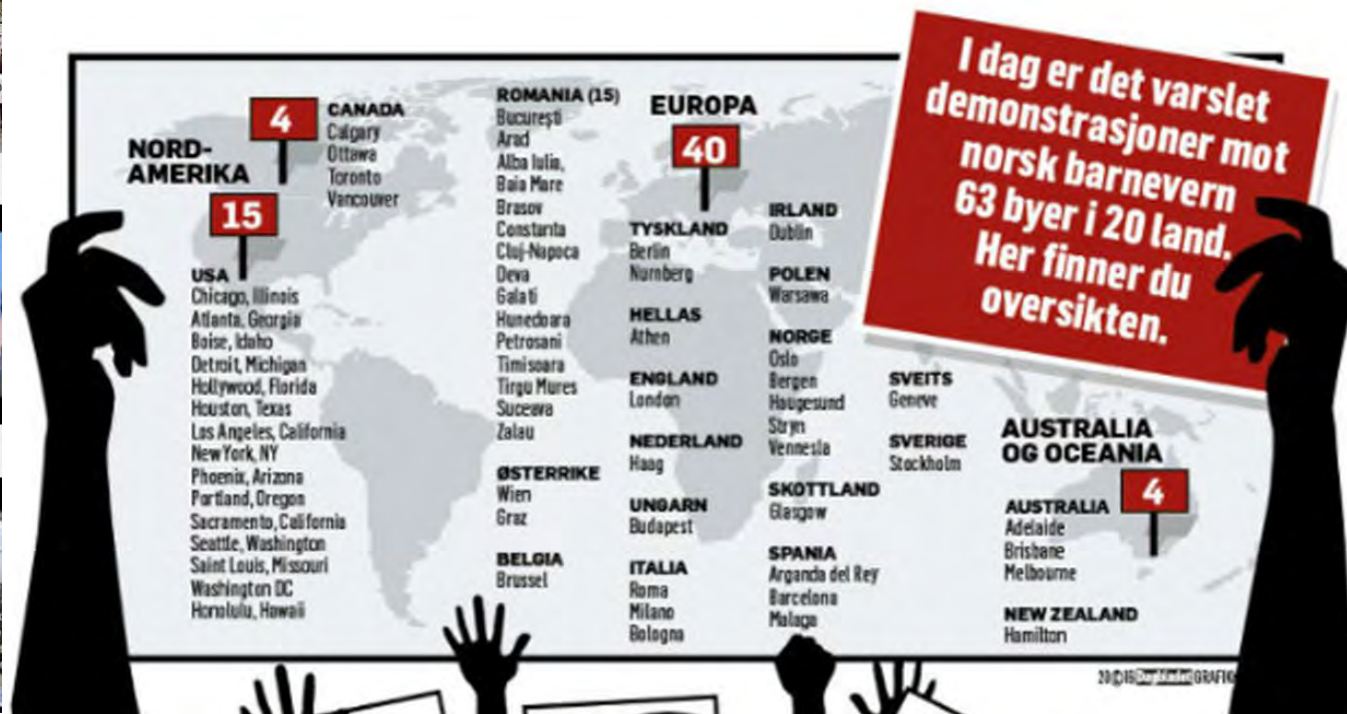 I dag er det varslet
demonstrasjoner mot
norsk barnevern
63 byer i 20 land.
Her finner du
oversikten.
NORD-
AMERIKA
4
CANADA
Calgary
Ottawa
Toronto
Vancouver
15
USA
Chicago, Illinois
Atlanta, Georgia
Boise, Idaho
Detroit, Michigan
Hollywood, Florida
Houston, Texas
Los Angeles, California
New York, NY
Phoenix, Arizona
Portland, Oregon
Sacramento, California
Seattle, Washington
Saint Louis, Missouri
Washington DC
Honolulu, Hawaii
EUROPA
40
ROMANIA (15)
București
Arad
Alba Iulia,
Baia Mare
Brasov
Constanta
Cluj-Napoca
Deva
Galati
Hunedoara
Petrosani
Timisoara
Tirgu Mures
Suceava
Zalau
ØSTERRIKE
Wien
Graz
BELGIA
Brussel
TYSKLAND
Berlin
Nurnberg
HELLAS
Athen
ENGLAND
London
NEDERLAND
Haag
UNGARN
Budapest
ITALIA
Roma
Milano
Bologna
IRLAND
Dublin
POLEN
Warsawa
NORGE
Oslo
Bergen
Haugesund
Stryn
Vennesla
SKOTTLAND
Glasgow
SPANIA
Arganda del Rey
Barcelona
Malaga
SVEITS
Geneve
SVERIGE
Stockholm
AUSTRALIA
OG OCEANIA
4
AUSTRALIA
Adelaide
Brisbane
Melbourne
NEW ZEALAND
Hamilton